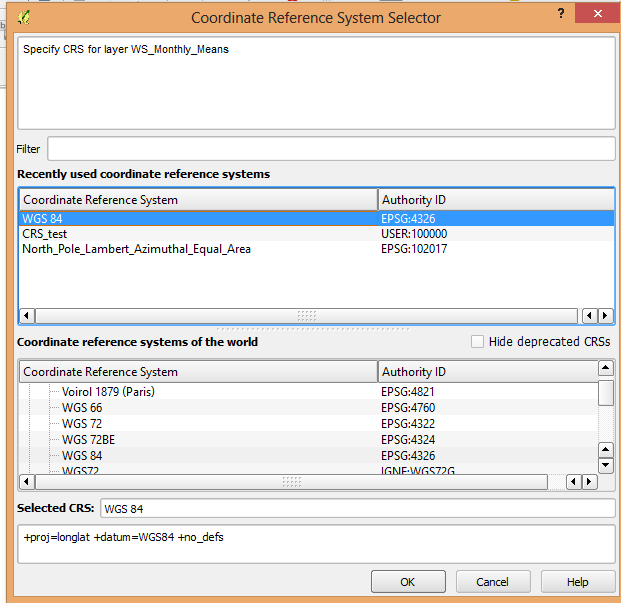 Coordinate Reference System Selector
?
Specify CRS for layer WS_Monthly_Means
Filter
Recently used coordinate reference systems
Coordinate Reference System Authority ID
WGS 84 EPSG:4326
CRS_test USER:100000
North_Pole_Lambert_Azimuthal_Equal_Area EPSG:102017
Coordinate reference systems of the world Hide deprecated CRSs
Coordinate Reference System Authority ID
Voirol 1879 (Paris) EPSG:4821
WGS 66 EPSG:4760
WGS 72 EPSG:4322
WGS 72BE EPSG:4324
WGS 84 EPSG:4326
WGS72 IGNF:WGS72G
Selected CRS: WGS 84
+proj=longlat +datum=WGS84 +no_defs
OK Cancel Help